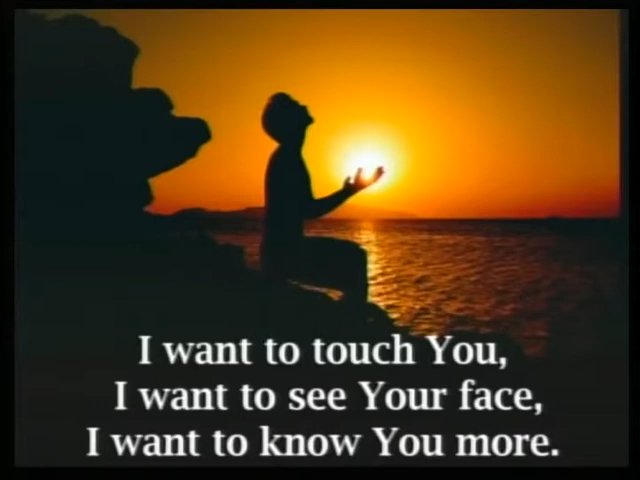 I want to touch You,
I want to see Your face,
I want to know You more.